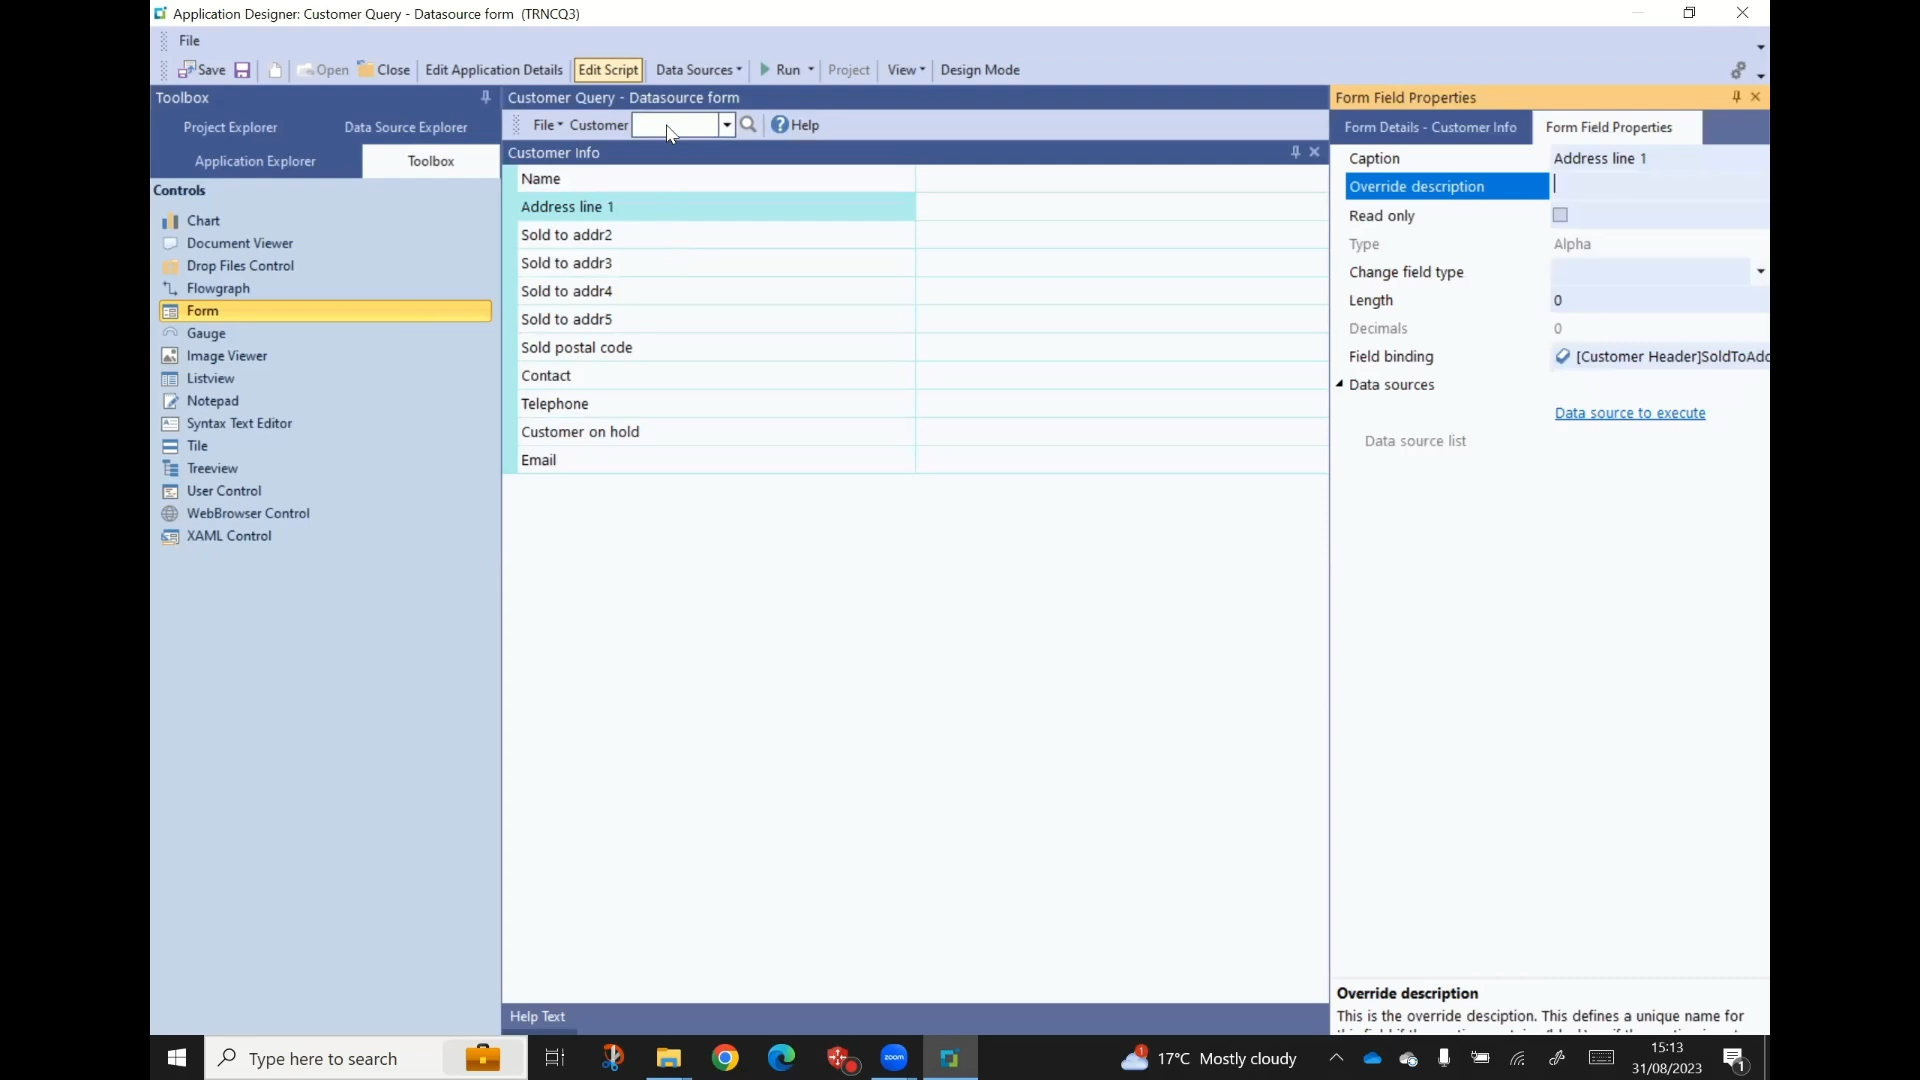 Application Designer: Customer Query - Datasource form (TRNCQ3)
File
Save Open Close Edit Application Details Edit Script Data Sources Run Project View Design Mode
Toolbox
Project Explorer Data Source Explorer
Application Explorer Toolbox
Controls
Chart
Document Viewer
Drop Files Control
Flowgraph
Form
Gauge
Image Viewer
Listview
Notepad
Syntax Text Editor
Tile
Treeview
User Control
WebBrowser Control
XAML Control
Customer Query - Datasource form
File Customer Help
Customer Info
Name
Address line 1
Sold to addr2
Sold to addr3
Sold to addr4
Sold to addr5
Sold postal code
Contact
Telephone
Customer on hold
Email
Help Text
Form Field Properties
Form Details - Customer Info Form Field Properties
Caption Address line 1
Override description
Read only
Type Alpha
Change field type
Length 0
Decimals 0
Field binding [Customer Header]SoldToAdd
Data sources
Data source to execute
Data source list
Override description
This is the override desciption. This defines a unique name for
Type here to search
zoom
1
17°C Mostly cloudy
15:13
31/08/2023
1